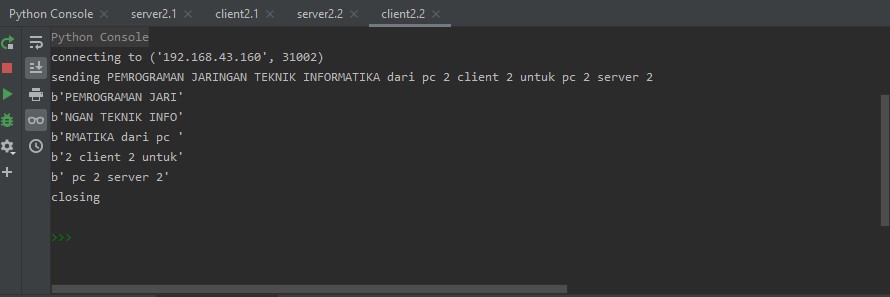 Python Console server2.1 client2.1 server2.2 client2.2
Python Console
connecting to ('192.168.43.160', 31002)
sending PEMROGRAMAN JARINGAN TEKNIK INFORMATIKA dari pc 2 client 2 untuk pc 2 server 2
b'PEMROGRAMAN JARI'
b'NGAN TEKNIK INFO'
b'RMATIKA dari pc '
b'2 client 2 untuk'
b' pc 2 server 2'
closing
>>>